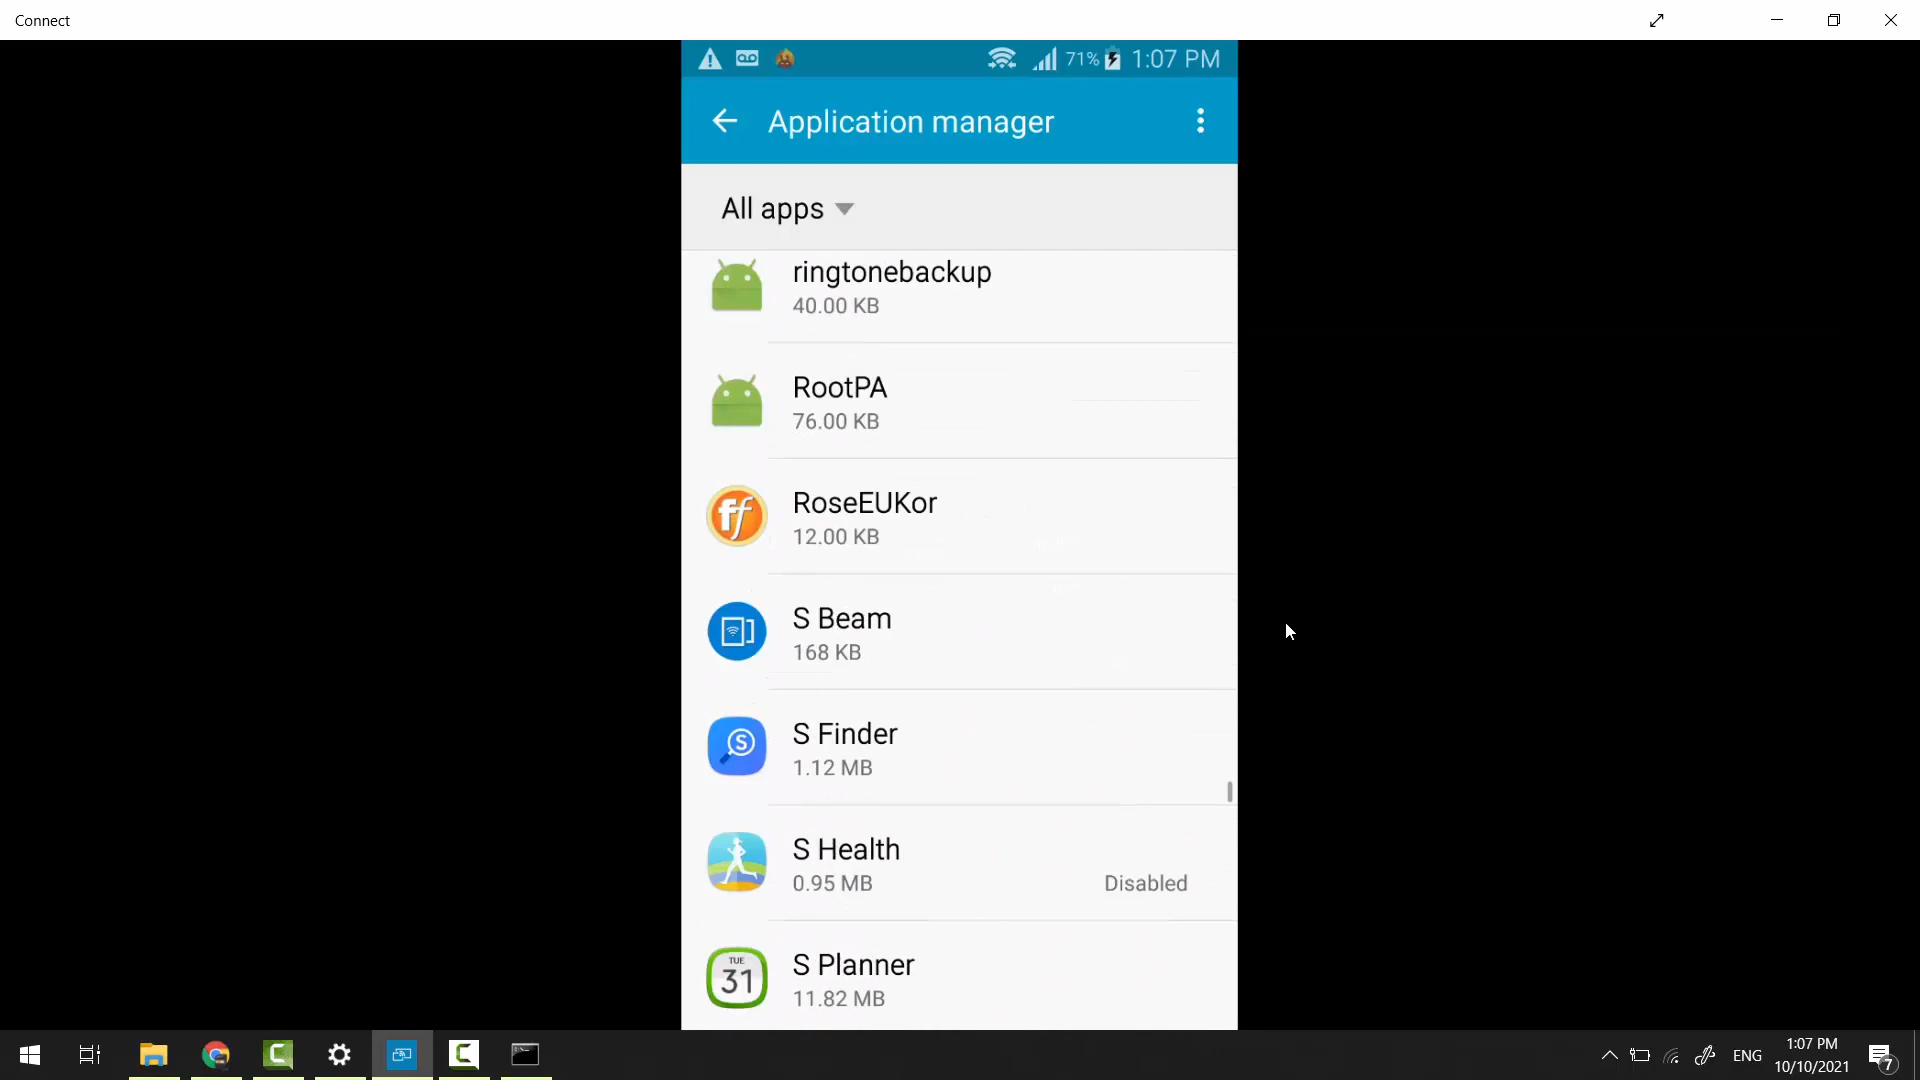 Connect
71% 1:07 PM
Application manager
All apps
ringtonebackup
40.00 KB
RootPA
76.00 KB
RoseEUKor
12.00 KB
S Beam
168 KB
S Finder
1.12 MB
S Health
0.95 MB
Disabled
TUE
31
S Planner
11.82 MB
ENG
1:07 PM
10/10/2021
7